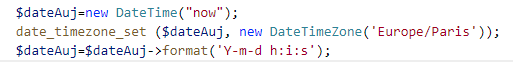 $dateAuj=new DateTime("now");
date_timezone_set ($dateAuj, new DateTimeZone('Europe/Paris'));
$dateAuj=$dateAuj->format('Y-m-d h:i:s');